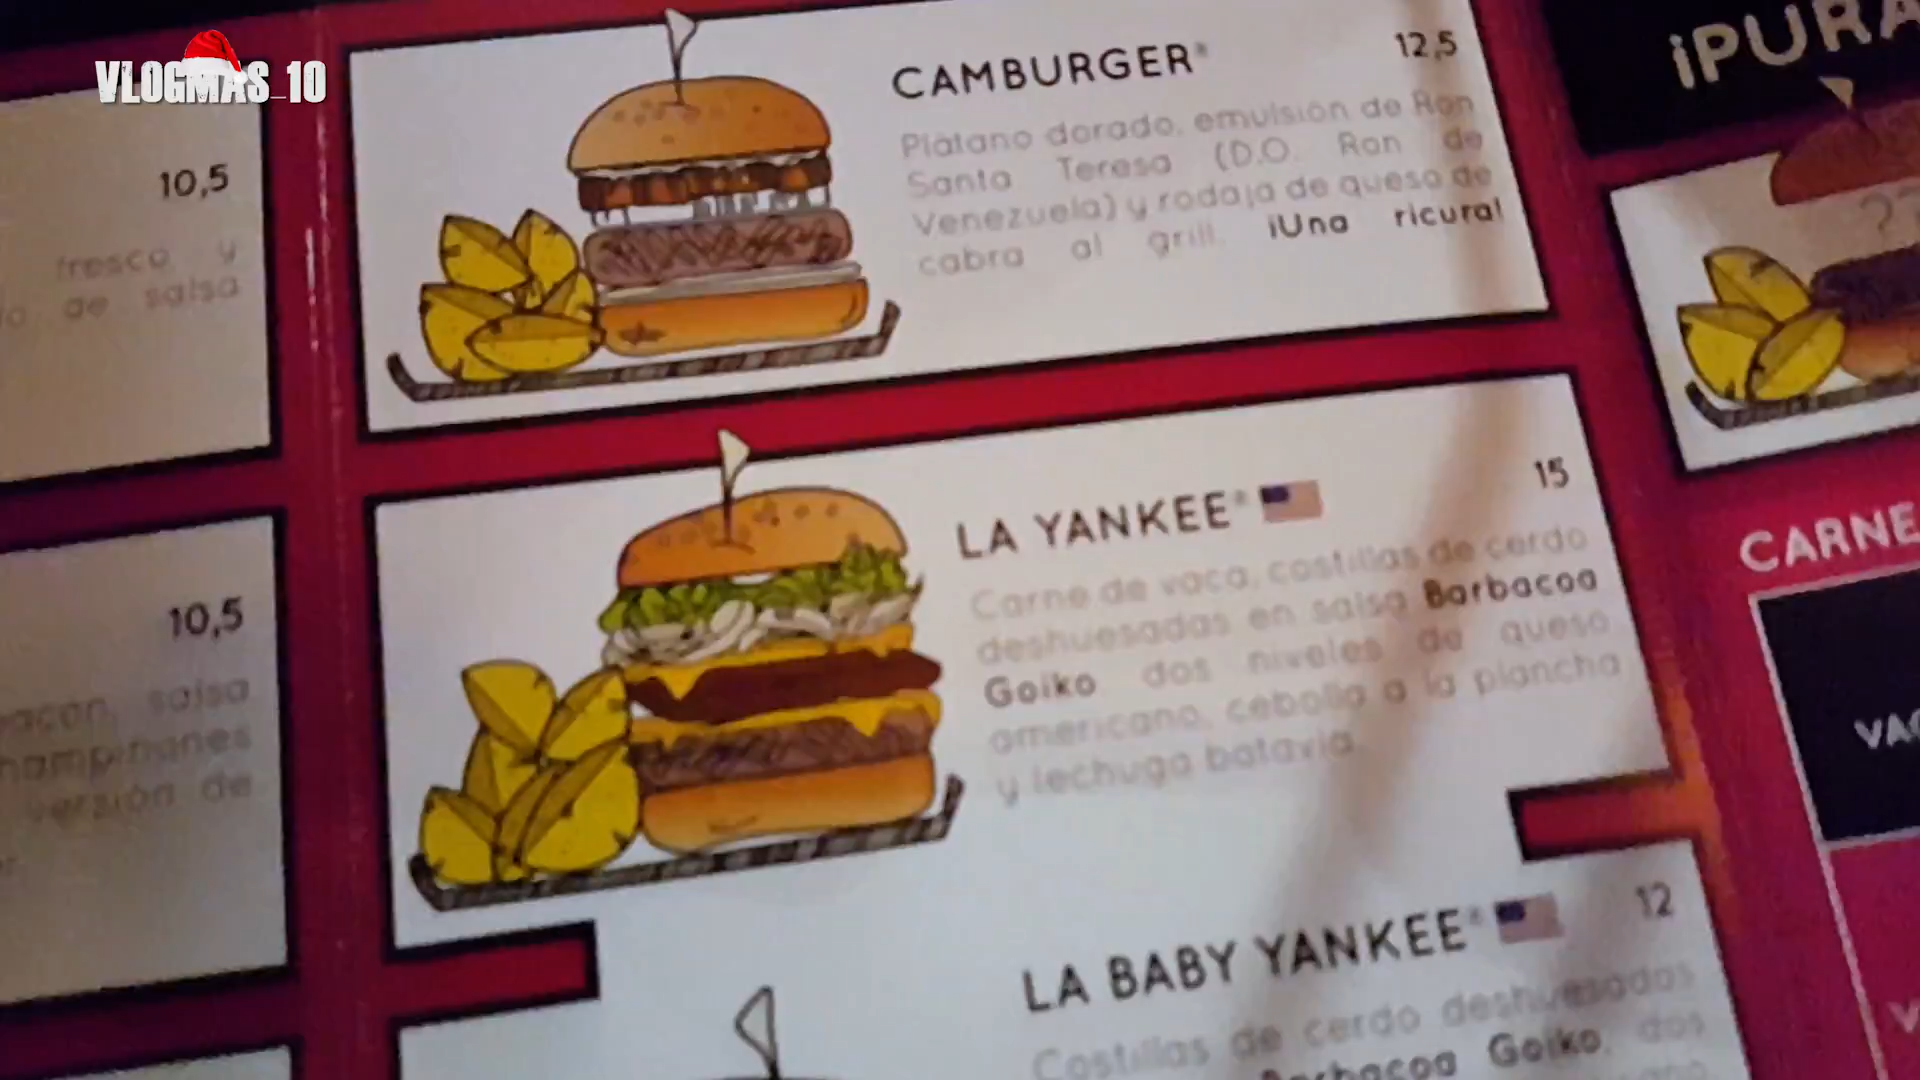 VLOGMAS_10
10,5
fresco y
de salsa
10,5
salsa
versión de
CAMBURGER®
12,5
Plátano dorado, emulsión de Ron
Santa Teresa (D.O. Ron de
Venezuela) y rodaja de queso de
cabra al grill. ¡Una ricura!
LA YANKEE®
15
Carne de vaca, costillas de cerdo
deshuesadas en salsa Barbacoa
Goiko, dos niveles de queso
americano, cebolla a la plancha
y lechuga batavia.
LA BABY YANKEE®
12
Costillas de cerdo deshuesadas
Barbacoa Goiko, dos
¡PURA
??
CARNE